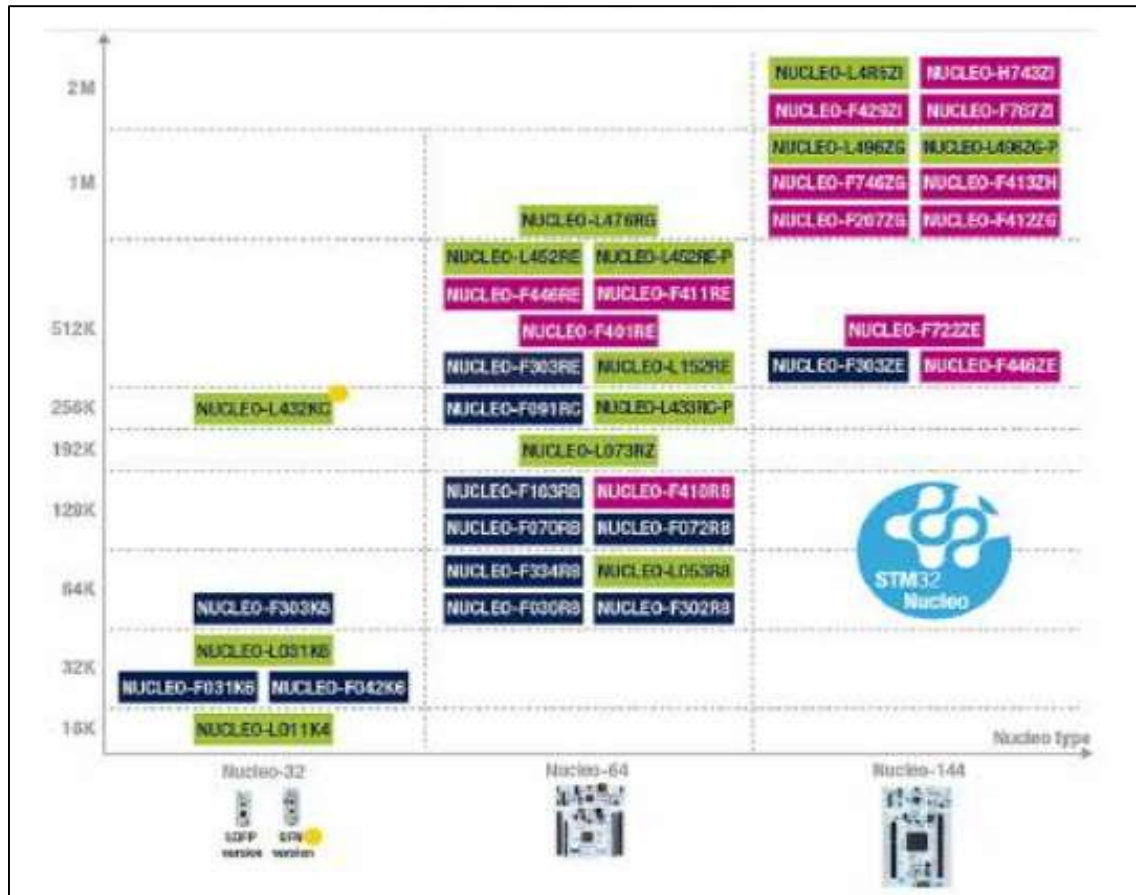 2M
NUCLEO-L4R5ZI NUCLEO-H743ZI
NUCLEO-F429ZI NUCLEO-F767ZI
1M
NUCLEO-L496ZG NUCLEO-L496ZG-P
NUCLEO-F746ZG NUCLEO-F413ZH
NUCLEO-L476RG NUCLEO-F207ZG NUCLEO-F412ZG
512K
NUCLEO-L452RE NUCLEO-L452RE-P
NUCLEO-F446RE NUCLEO-F411RE
NUCLEO-F401RE NUCLEO-F722ZE
NUCLEO-F303RE NUCLEO-L152RE NUCLEO-F303ZE NUCLEO-F446ZE
256K NUCLEO-L432KC NUCLEO-F091RC NUCLEO-L433RC-P
192K NUCLEO-L073RZ
128K
NUCLEO-F103RB NUCLEO-F410RB
NUCLEO-F070RB NUCLEO-F072RB
64K
NUCLEO-F334R8 NUCLEO-L053R8
NUCLEO-F303K8 NUCLEO-F030R8 NUCLEO-F302R8
STM32
Nucleo
32K
NUCLEO-L031K6
NUCLEO-F031K6 NUCLEO-F042K6
16K NUCLEO-L011K4
Nucleo type
Nucleo-32 Nucleo-64 Nucleo-144
LQFP QFN
version version